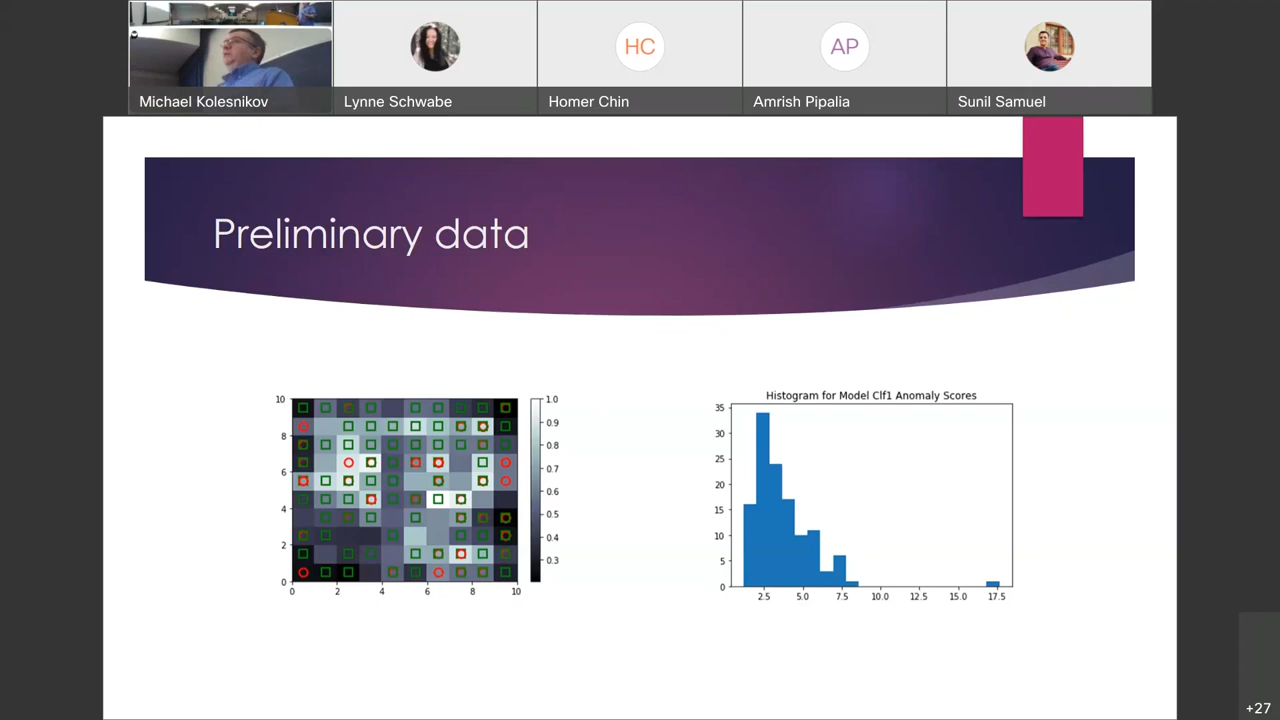 Michael Kolesnikov
Lynne Schwabe
HC
Homer Chin
AP
Amrish Pipalia
Sunil Samuel
Preliminary data
10
8
6
4
2
0
0 2 4 6 8 10
1.0
0.9
0.8
0.7
0.6
0.5
0.4
0.3
Histogram for Model Clf1 Anomaly Scores
35
30
25
20
15
10
5
0
2.5 5.0 7.5 10.0 12.5 15.0 17.5
+27